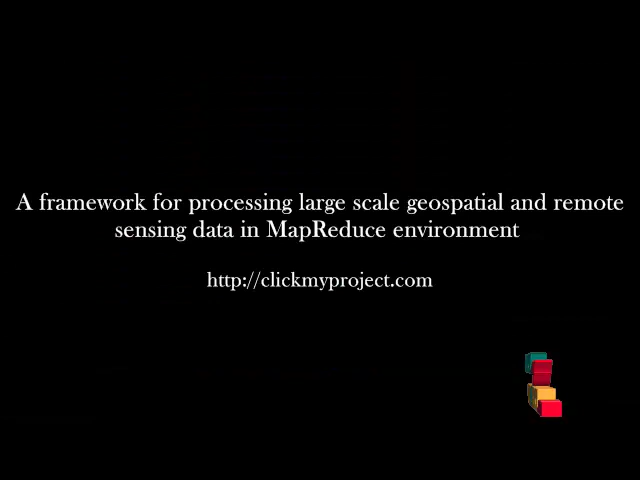 A framework for processing large scale geospatial and remote
sensing data in MapReduce environment
http://clickmyproject.com